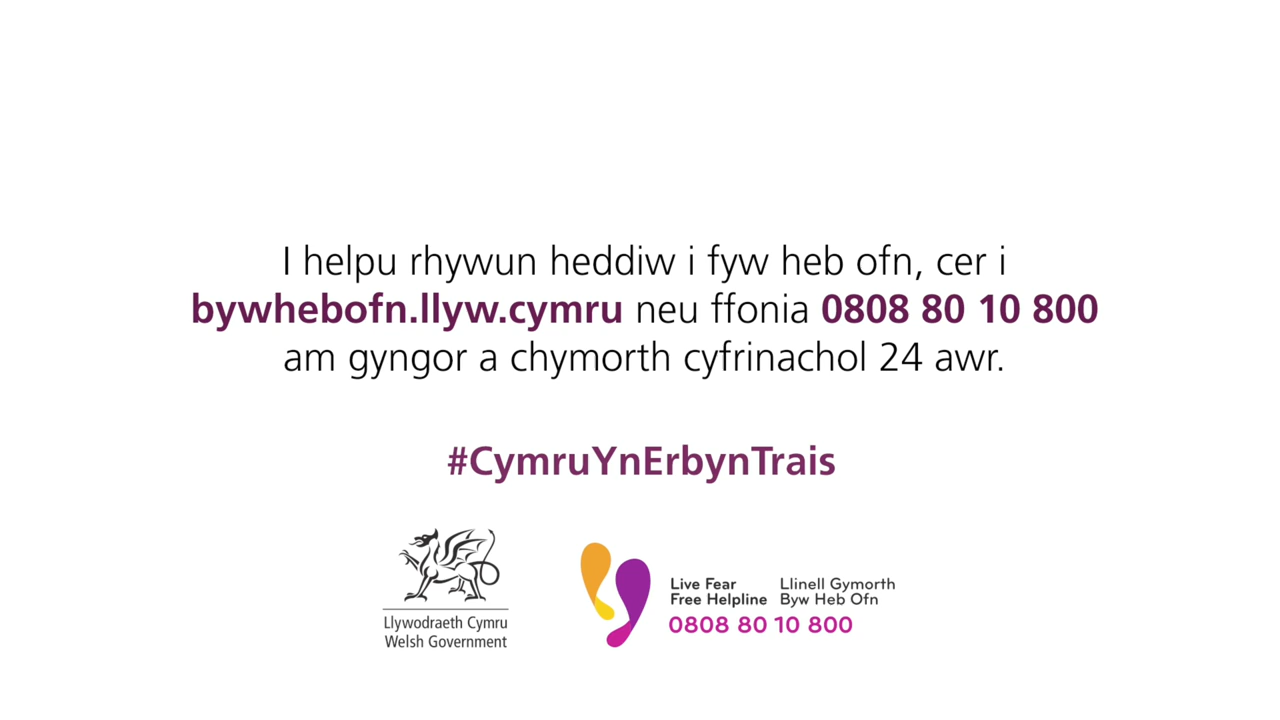 I helpu rhywun heddiw i fyw heb ofn, cer i
bywhebofn.llyw.cymru neu ffonia 0808 80 10 800
am gyngor a chymorth cyfrinachol 24 awr.
#CymruYnErbynTrais
Llywodraeth Cymru
Welsh Government
Live Fear
Free Helpline
Llinell Gymorth
Byw Heb Ofn
0808 80 10 800